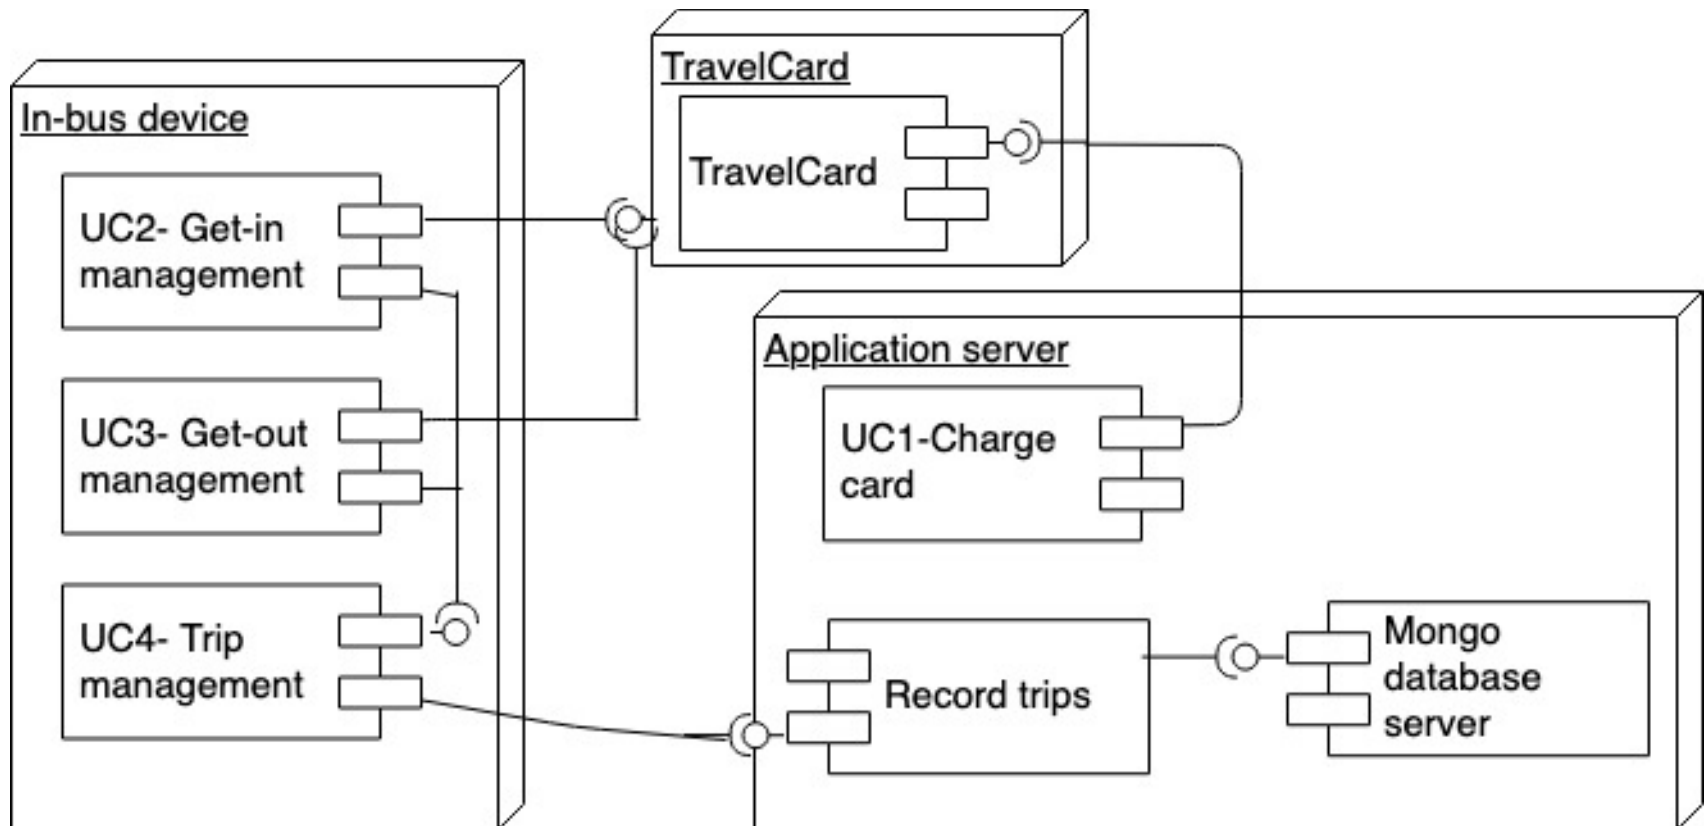 In-bus device
UC2- Get-in
management
UC3- Get-out
management
UC4- Trip
management
TravelCard
TravelCard
Application server
UC1-Charge
card
Record trips
Mongo
database
server